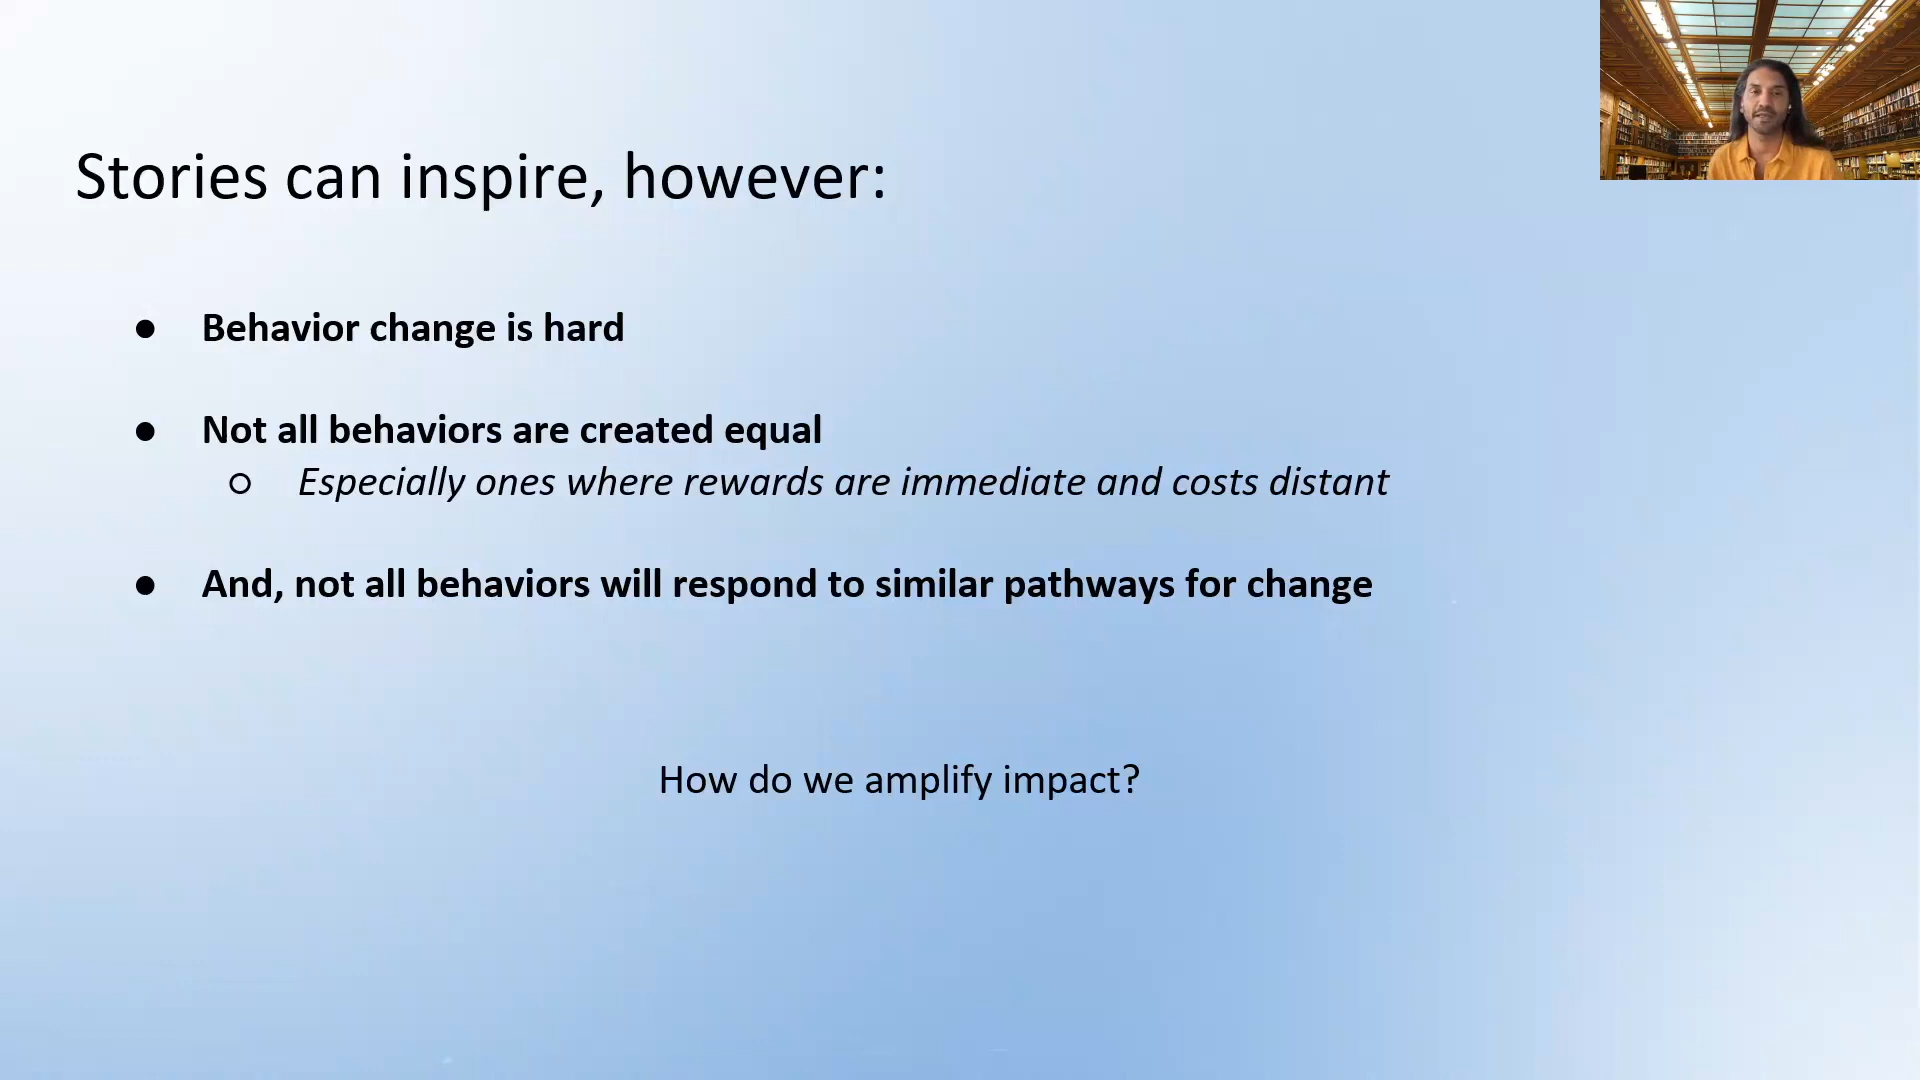 Stories can inspire, however:
● Behavior change is hard
● Not all behaviors are created equal
○ Especially ones where rewards are immediate and costs distant
● And, not all behaviors will respond to similar pathways for change
How do we amplify impact?